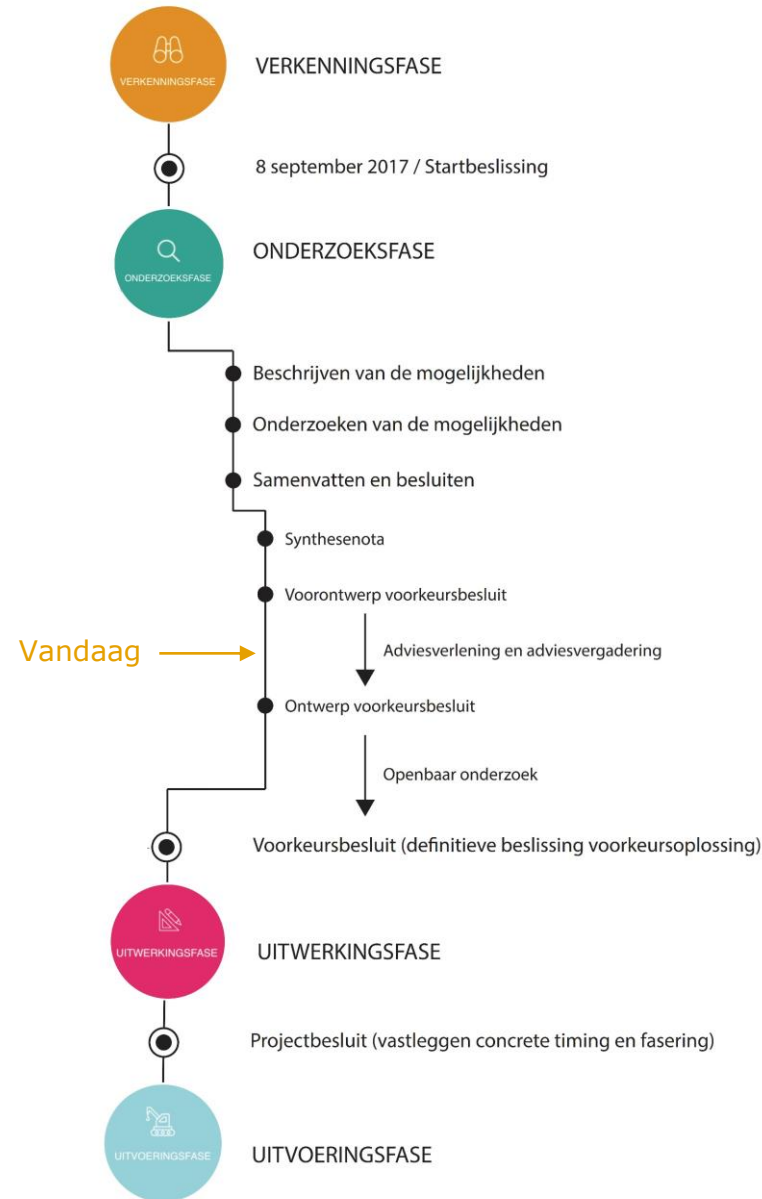 VERKENNINGSFASE
VERKENNINGSFASE
8 september 2017 / Startbeslissing
ONDERZOEKSFASE
ONDERZOEKSFASE
Beschrijven van de mogelijkheden
Onderzoeken van de mogelijkheden
Samenvatten en besluiten
Synthesenota
Voorontwerp voorkeursbesluit
Vandaag
Adviesverlening en adviesvergadering
Ontwerp voorkeursbesluit
Openbaar onderzoek
Voorkeursbesluit (definitieve beslissing voorkeursoplossing)
UITWERKINGSFASE
UITWERKINGSFASE
Projectbesluit (vastleggen concrete timing en fasering)
UITVOERINGSFASE
UITVOERINGSFASE